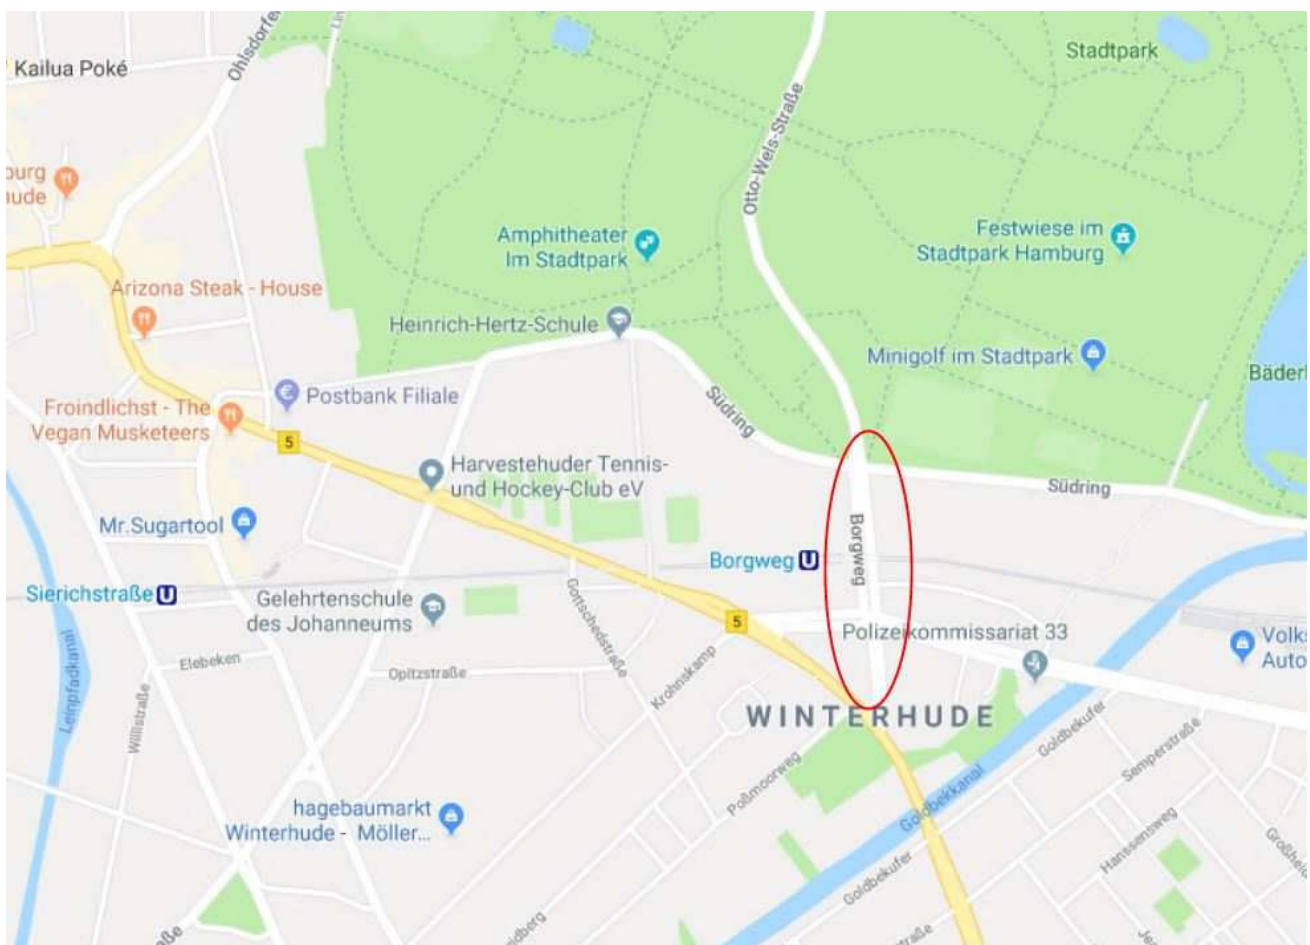 Stadtpark
Kailua Poké
Ohlsdorfer
Otto-Wels-Straße
Amphitheater
Im Stadtpark
Festwiese im
Stadtpark Hamburg
Arizona Steak - House
Heinrich-Hertz-Schule
Minigolf im Stadtpark
Postbank Filiale
Froindlichst - The
Vegan Musketeers
Südring
5
Harvestehuder Tennis-
und Hockey-Club eV
Südring
Mr.Sugartool
Borgweg
Borgweg U
Sierichstraße U
Gelehrtenschule
des Johanneums
Gottschedstraße
5
Polizeikommissariat 33
Elebeken
Opitzstraße
Krohnskamp
Leinpfadkanal
Willistraße
WINTERHUDE
Goldbekufer
Semperstraße
Poßmoorweg
Goldbekkanal
hagebaumarkt
Winterhude - Möller...
Hanssensweg
Goldbekufer